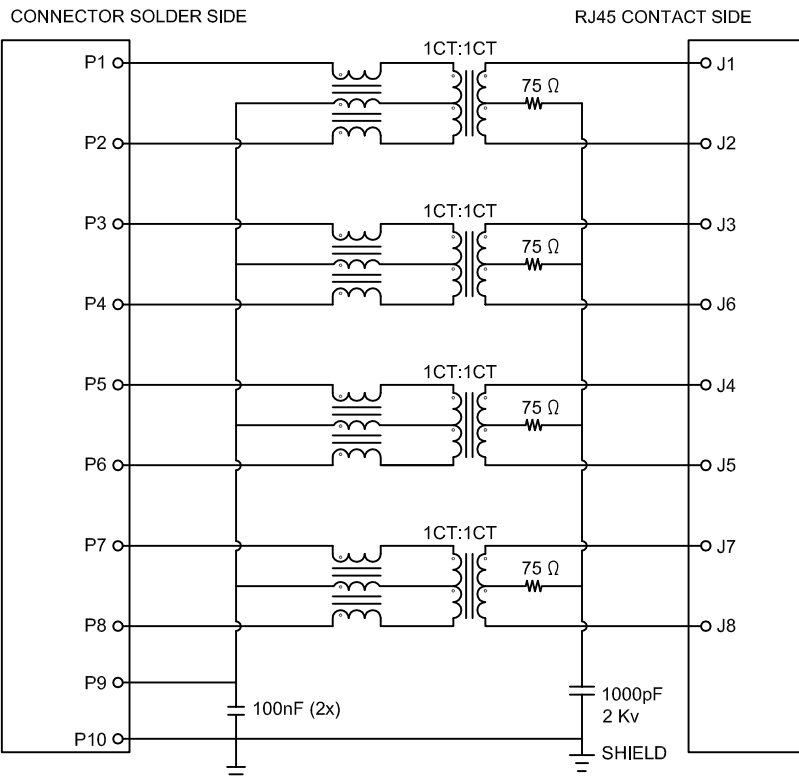 CONNECTOR SOLDER SIDE
RJ45 CONTACT SIDE
1CT:1CT
P1
J1
75 Ω
P2
J2
1CT:1CT
P3
J3
75 Ω
P4
J6
1CT:1CT
P5
J4
75 Ω
P6
J5
1CT:1CT
P7
J7
75 Ω
P8
J8
P9
100nF (2x)
1000pF
2 Kv
P10
SHIELD